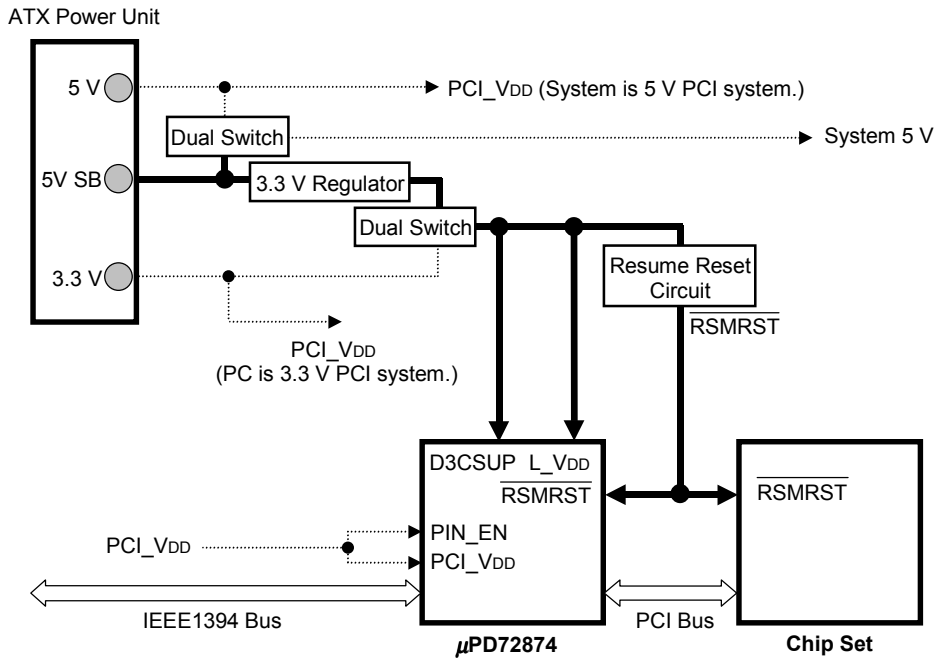 ATX Power Unit
5 V
PCI_VDD (System is 5 V PCI system.)
Dual Switch
System 5 V
5V SB
3.3 V Regulator
Dual Switch
3.3 V
Resume Reset
Circuit
RSMRST
PCI_VDD
(PC is 3.3 V PCI system.)
D3CSUP L_VDD
RSMRST
RSMRST
PCI_VDD
PIN_EN
PCI_VDD
IEEE1394 Bus
PCI Bus
μPD72874
Chip Set